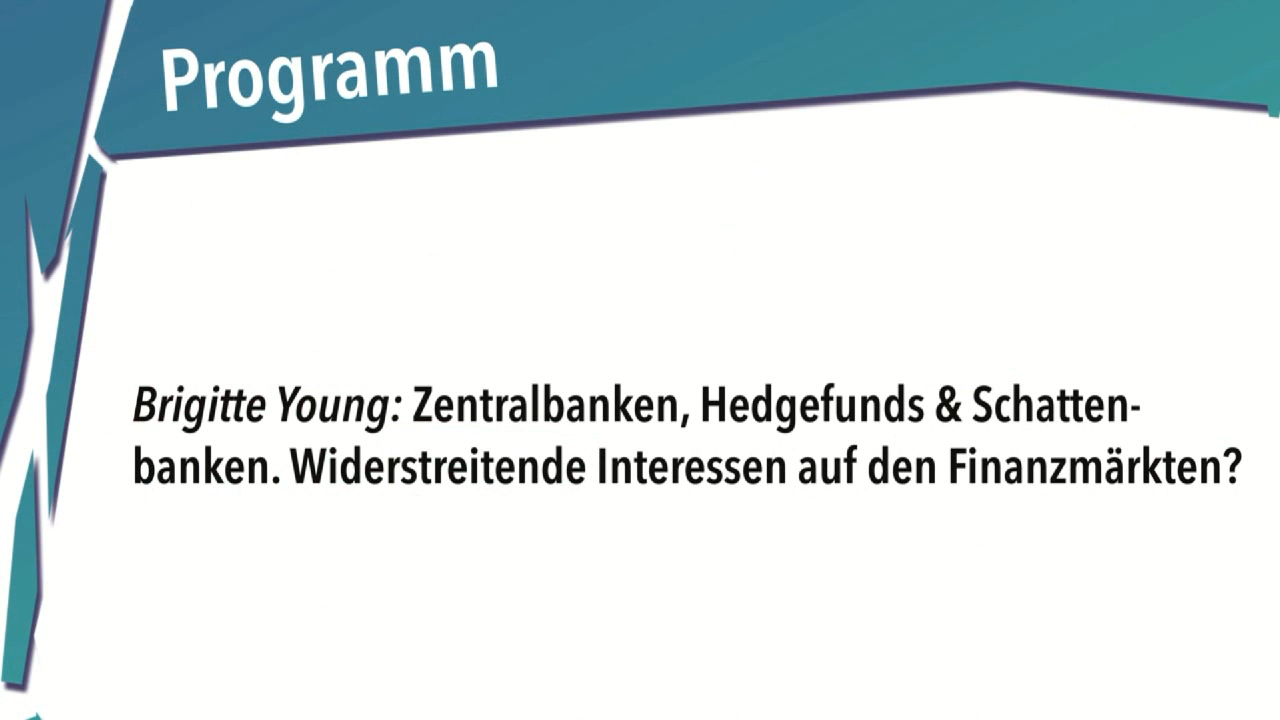 Programm
Brigitte Young: Zentralbanken, Hedgefunds & Schatten-
banken. Widerstreitende Interessen auf den Finanzmärkten?